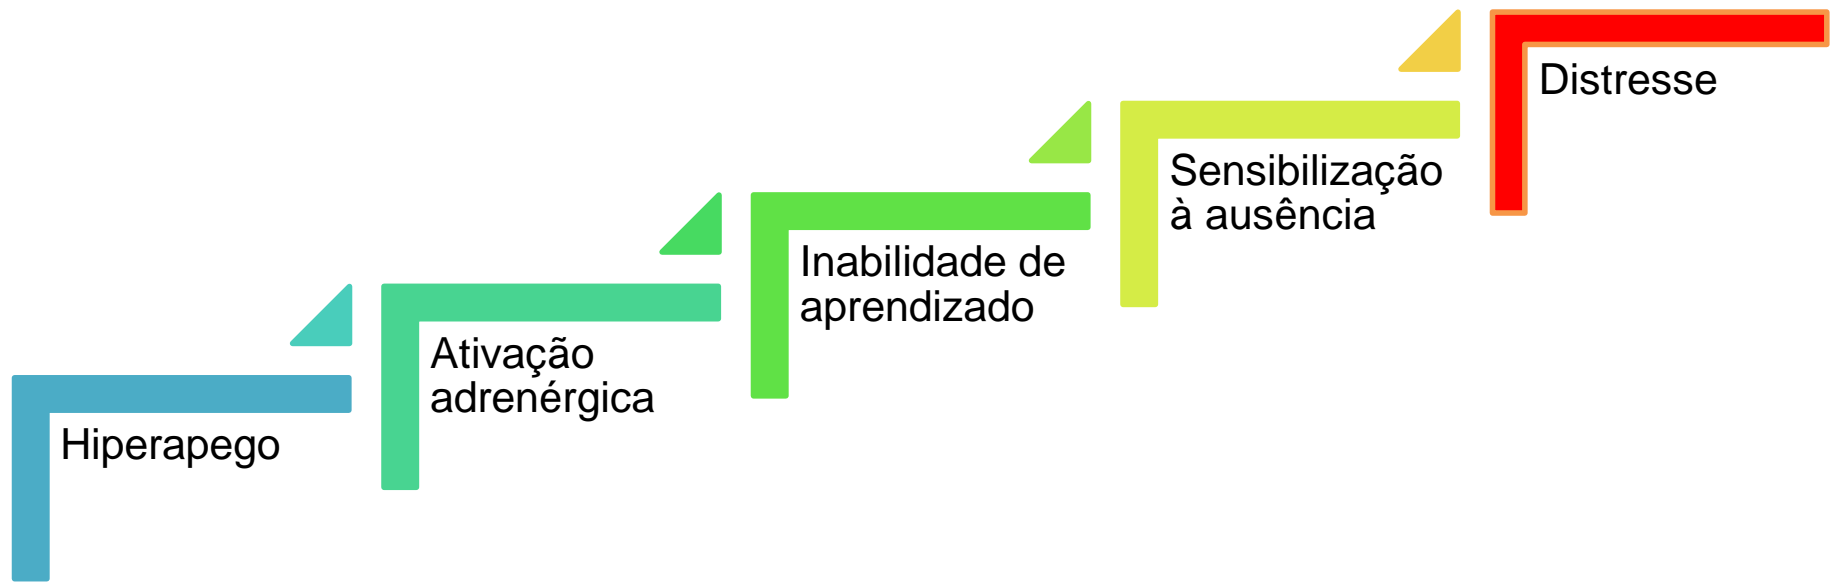 Hiperapego
Ativação
adrenérgica
Inabilidade de
aprendizado
Sensibilização
à ausência
Distresse